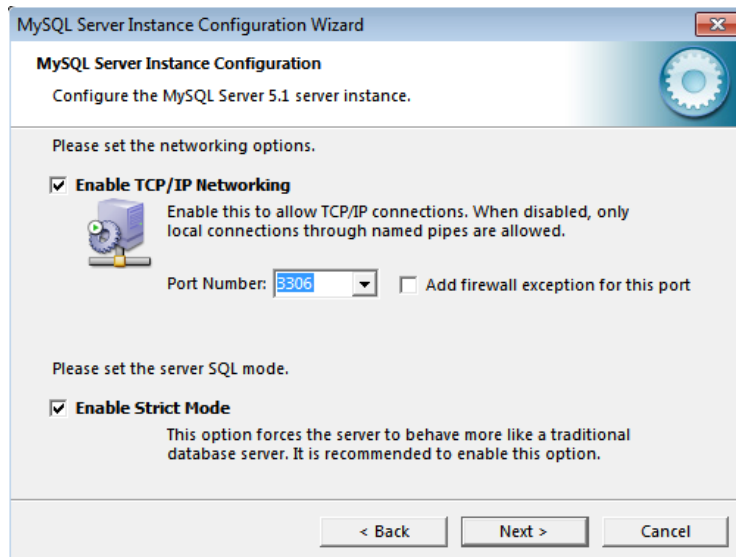 MySQL Server Instance Configuration Wizard
MySQL Server Instance Configuration
Configure the MySQL Server 5.1 server instance.
Please set the networking options.
Enable TCP/IP Networking
Enable this to allow TCP/IP connections. When disabled, only
local connections through named pipes are allowed.
Port Number: 3306 Add firewall exception for this port
Please set the server SQL mode.
Enable Strict Mode
This option forces the server to behave more like a traditional
database server. It is recommended to enable this option.
< Back Next > Cancel